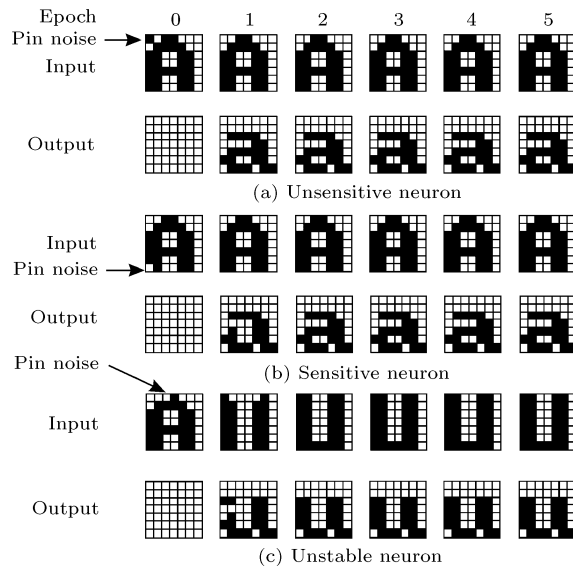 Epoch 0 1 2 3 4 5
Pin noise
Input
Output
(a) Unsensitive neuron
Input
Pin noise
Output
(b) Sensitive neuron
Pin noise
Input
Output
(c) Unstable neuron